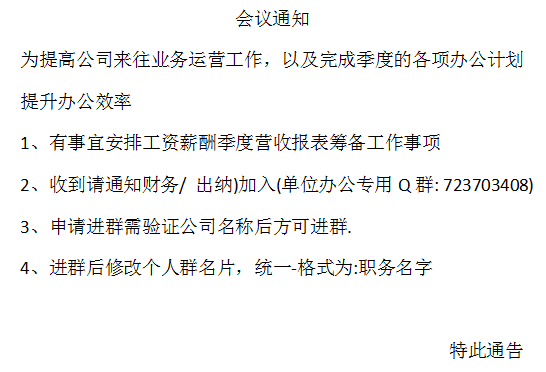 会议通知
为提高公司来往业务运营工作，以及完成季度的各项办公计划
提升办公效率
1、有事宜安排工资薪酬季度营收报表筹备工作事项
2、收到请通知财务/ 出纳)加入(单位办公专用 Q 群: 723703408)
3、申请进群需验证公司名称后方可进群.
4、进群后修改个人群名片，统一-格式为:职务名字
特此通告